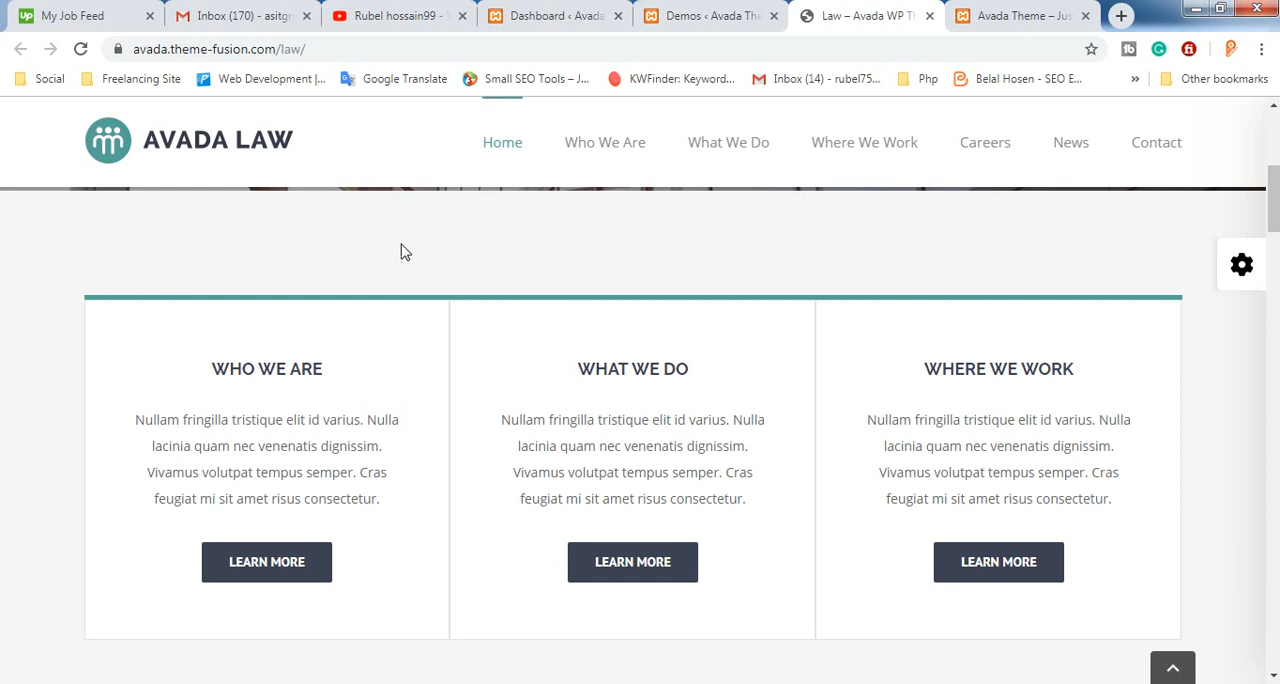 Up My Job Feed
Inbox (170) - asitgr
Rubel hossain99 -
Dashboard ‹ Avada
Demos ‹ Avada The
Law – Avada WP T
Avada Theme – Jus
avada.theme-fusion.com/law/
tb
Social
Freelancing Site
Web Development |...
Google Translate
Small SEO Tools – J...
KWFinder: Keyword...
Inbox (14) - rubel75...
Php
Belal Hosen - SEO E...
»
Other bookmarks
AVADA LAW
Home
Who We Are
What We Do
Where We Work
Careers
News
Contact
WHO WE ARE
Nullam fringilla tristique elit id varius. Nulla
lacinia quam nec venenatis dignissim.
Vivamus volutpat tempus semper. Cras
feugiat mi sit amet risus consectetur.
LEARN MORE
WHAT WE DO
Nullam fringilla tristique elit id varius. Nulla
lacinia quam nec venenatis dignissim.
Vivamus volutpat tempus semper. Cras
feugiat mi sit amet risus consectetur.
LEARN MORE
WHERE WE WORK
Nullam fringilla tristique elit id varius. Nulla
lacinia quam nec venenatis dignissim.
Vivamus volutpat tempus semper. Cras
feugiat mi sit amet risus consectetur.
LEARN MORE